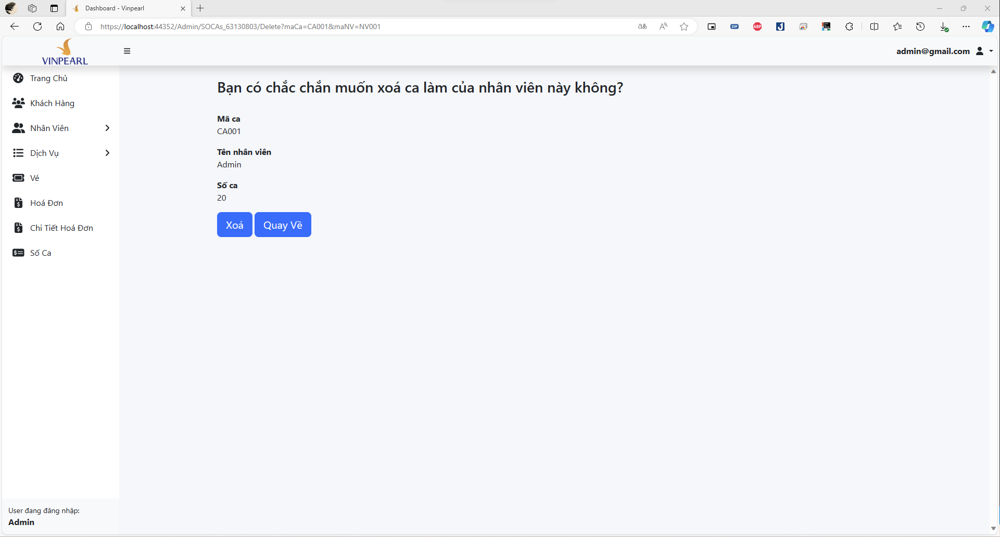 Dashboard - Vinpearl
https://localhost:44352/Admin/SOCAs_63130803/Delete?maCa=CA001&maNV=NV001
ZIP
ABP
VINPEARL
admin@gmail.com
Trang Chủ
Khách Hàng
Nhân Viên
Dịch Vụ
Vé
Hoá Đơn
Chi Tiết Hoá Đơn
Số Ca
User đang đăng nhập:
Admin
Bạn có chắc chắn muốn xoá ca làm của nhân viên này không?
Mã ca
CA001
Tên nhân viên
Admin
Số ca
20
Xoá
Quay Về